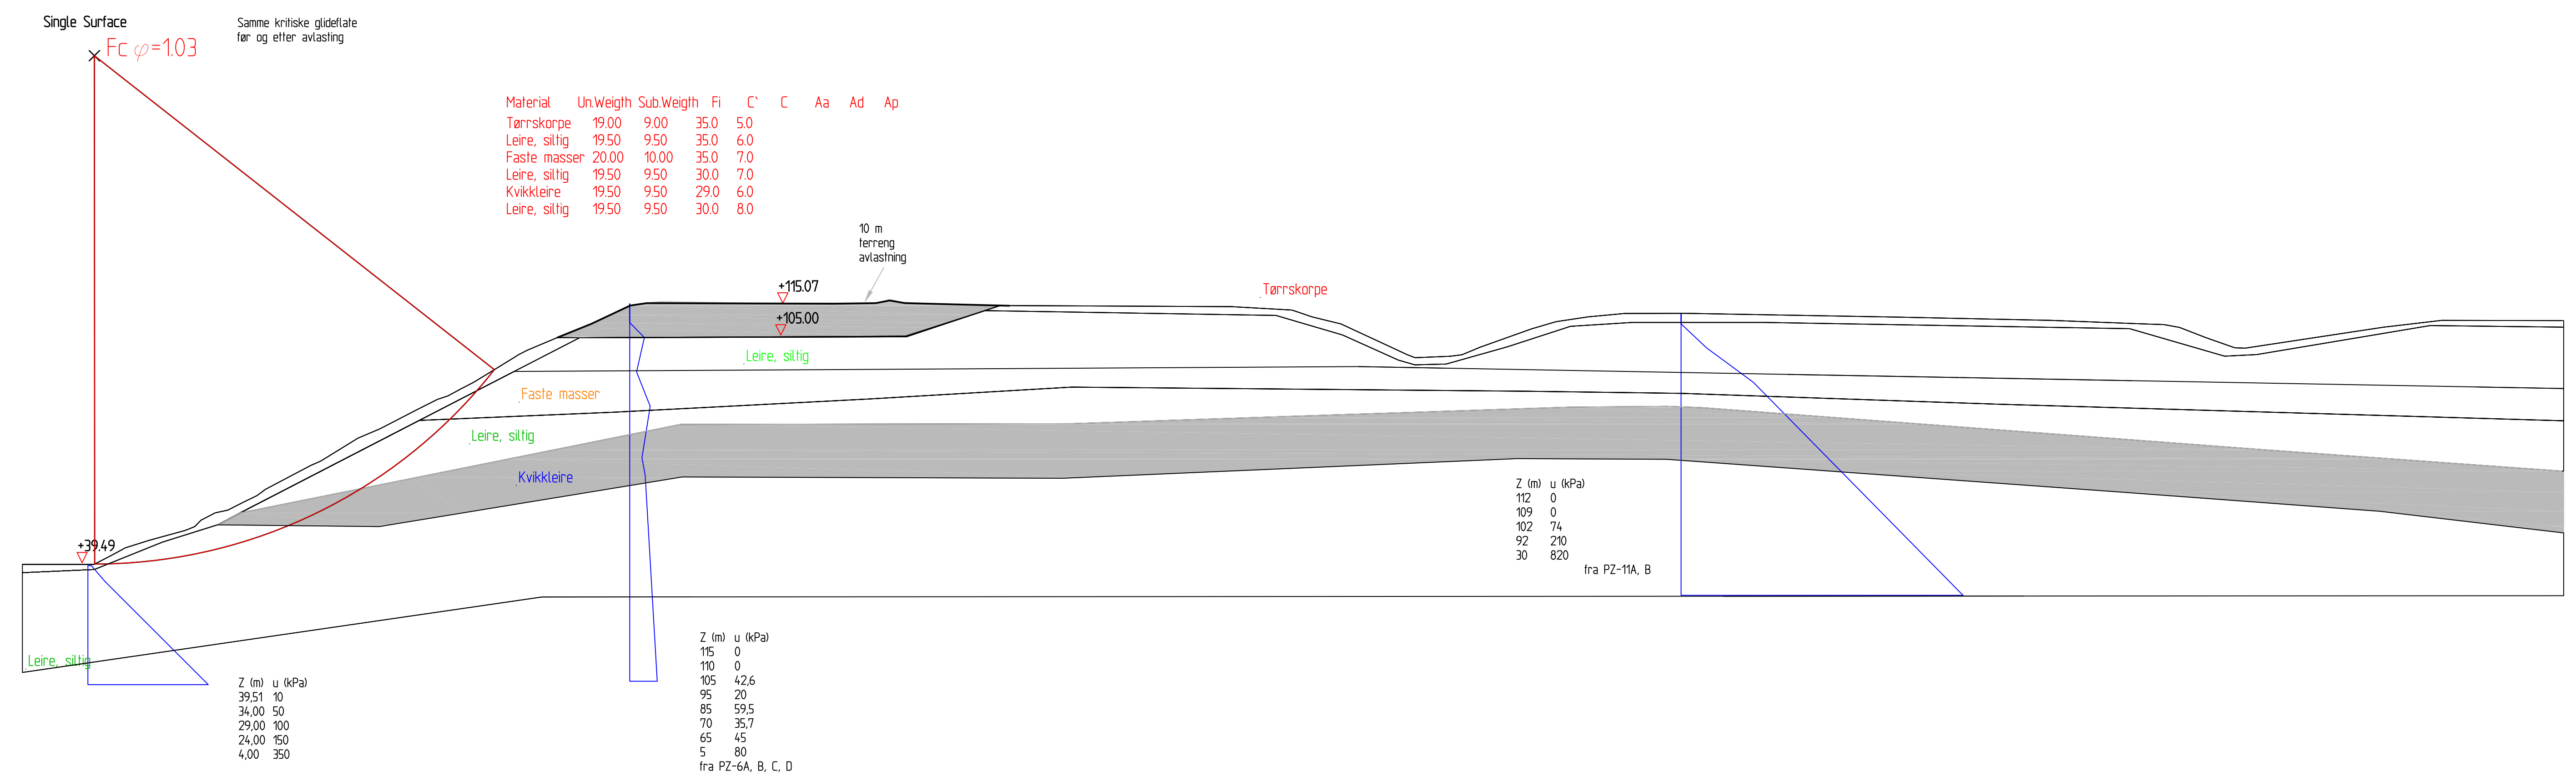 Single Surface
Samme kritiske glideflate
før og etter avlasting
Fc φ=1.03
Material Un.Weigth Sub.Weigth Fi C` C Aa Ad Ap
Tørrskorpe 19.00 9.00 35.0 5.0
Leire, siltig 19.50 9.50 35.0 6.0
Faste masser 20.00 10.00 35.0 7.0
Leire, siltig 19.50 9.50 30.0 7.0
Kvikkleire 19.50 9.50 29.0 6.0
Leire, siltig 19.50 9.50 30.0 8.0
10 m
terreng
avlastning
+115.07
Tørrskorpe
+105.00
Leire, siltig
Faste masser
Leire, siltig
Kvikkleire
Z (m) u (kPa)
112 0
109 0
102 74
92 210
30 820
fra PZ-11A, B
+39.49
Z (m) u (kPa)
115 0
110 0
105 42,6
95 20
85 59,5
70 35,7
65 45
5 80
fra PZ-6A, B, C, D
Leire, siltig
Z (m) u (kPa)
39,51 10
34,00 50
29,00 100
24,00 150
4,00 350